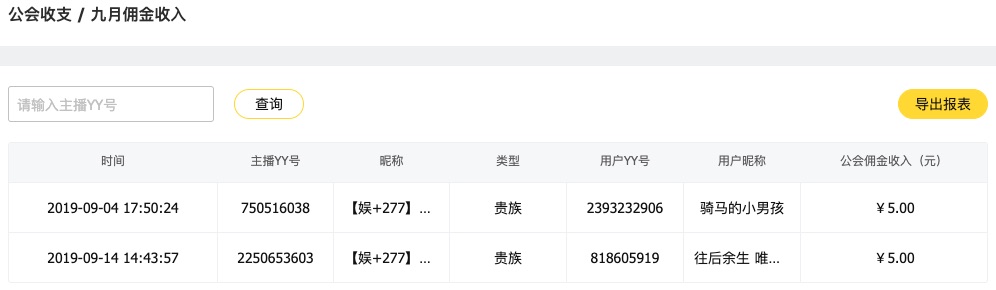 公会收支 / 九月佣金收入
请输入主播YY号 查询 导出报表
时间 主播YY号 昵称 类型 用户YY号 用户昵称 公会佣金收入（元）
2019-09-04 17:50:24 750516038 【娱+277】... 贵族 2393232906 骑马的小男孩 ￥5.00
2019-09-14 14:43:57 2250653603 【娱+277】... 贵族 818605919 往后余生 唯... ￥5.00